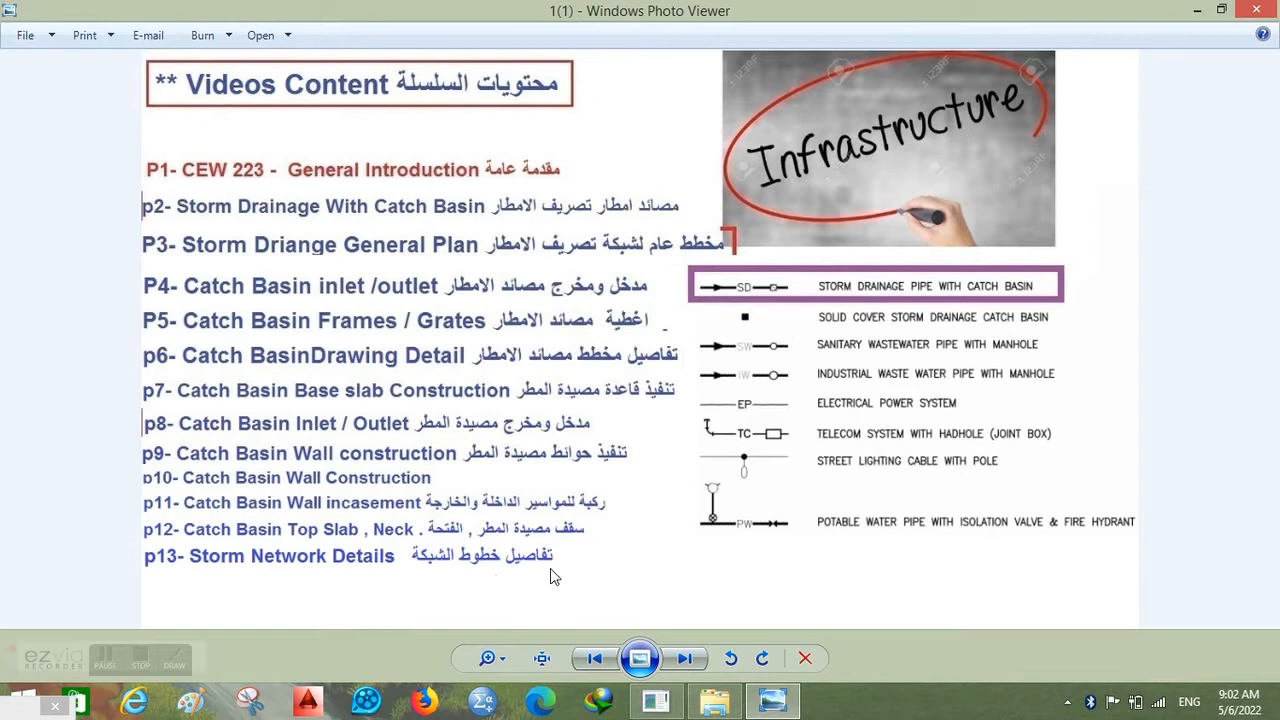 1(1) - Windows Photo Viewer
File Print E-mail Burn Open
** Videos Content محتويات السلسلة
P1- CEW 223 - General Introduction مقدمة عامة
p2- Storm Drainage With Catch Basin مصائد امطار تصريف الامطار
P3- Storm Driange General Plan مخطط عام لشبكة تصريف الامطار
P4- Catch Basin inlet /outlet مدخل ومخرج مصائد الامطار
P5- Catch Basin Frames / Grates اغطية مصائد الامطار
p6- Catch BasinDrawing Detail تفاصيل مخطط مصائد الامطار
p7- Catch Basin Base slab Construction تنفيذ قاعدة مصيدة المطر
p8- Catch Basin Inlet / Outlet مدخل ومخرج مصيدة المطر
p9- Catch Basin Wall construction تنفيذ حوائط مصيدة المطر
p10- Catch Basin Wall Construction
p11- Catch Basin Wall incasement ركبة للمواسير الداخلة والخارجة
p12- Catch Basin Top Slab , Neck . سقف مصيدة المطر , الفتحة
p13- Storm Network Details تفاصيل خطوط الشبكة
Infrastructure
123RF
SD STORM DRAINAGE PIPE WITH CATCH BASIN
SOLID COVER STORM DRAINAGE CATCH BASIN
SW SANITARY WASTEWATER PIPE WITH MANHOLE
IW INDUSTRIAL WASTE WATER PIPE WITH MANHOLE
EP ELECTRICAL POWER SYSTEM
TC TELECOM SYSTEM WITH HADHOLE (JOINT BOX)
STREET LIGHTING CABLE WITH POLE
PW POTABLE WATER PIPE WITH ISOLATION VALVE & FIRE HYDRANT
ezvid
RECORDER
PAUSE STOP DRAW
ENG
9:02 AM
5/6/2022